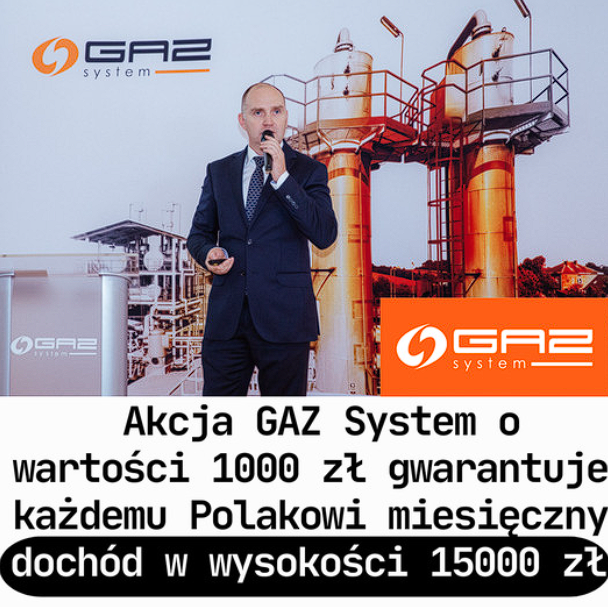 GAZ
system
GAZ
system
GAZ
system
Akcja GAZ System o
wartości 1000 zł gwarantuje
każdemu Polakowi miesięczny
dochód w wysokości 15000 zł